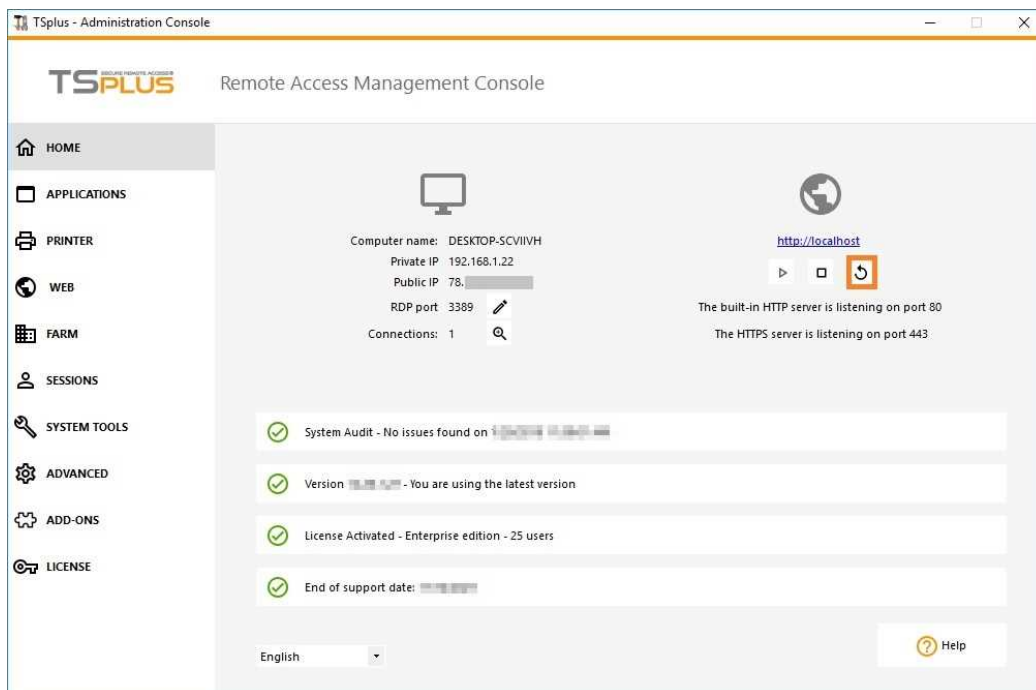 TSplus - Administration Console
TSPLUS
SECURE REMOTE ACCESS
Remote Access Management Console
HOME
APPLICATIONS
PRINTER
WEB
FARM
SESSIONS
SYSTEM TOOLS
ADVANCED
ADD-ONS
LICENSE
Computer name: DESKTOP-SCVIIVH
Private IP 192.168.1.22
Public IP 78.
RDP port 3389
Connections: 1
http://localhost
The built-in HTTP server is listening on port 80
The HTTPS server is listening on port 443
System Audit - No issues found on
Version - You are using the latest version
License Activated - Enterprise edition - 25 users
End of support date:
English
Help